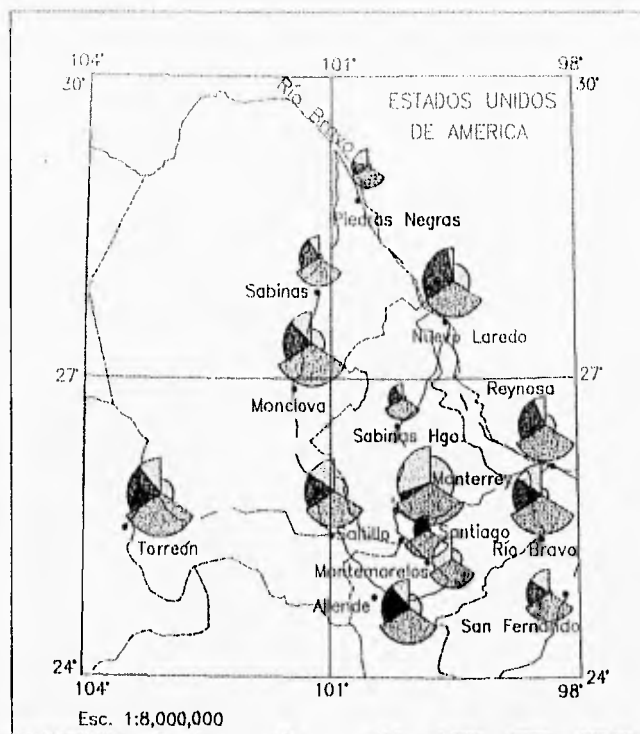 104' 101' 98'
30' 30'
Río Bravo
ESTADOS UNIDOS
DE AMERICA
Piedras Negras
Sabinas
Nuevo Laredo
27' 27'
Monclova
Reynosa
Sabinas Hgo.
Monterrey
Saltillo
Santiago
Torreón
Río Bravo
Montemorelos
Allende
San Fernando
24' 24'
104' 101' 98'
Esc. 1:8,000,000